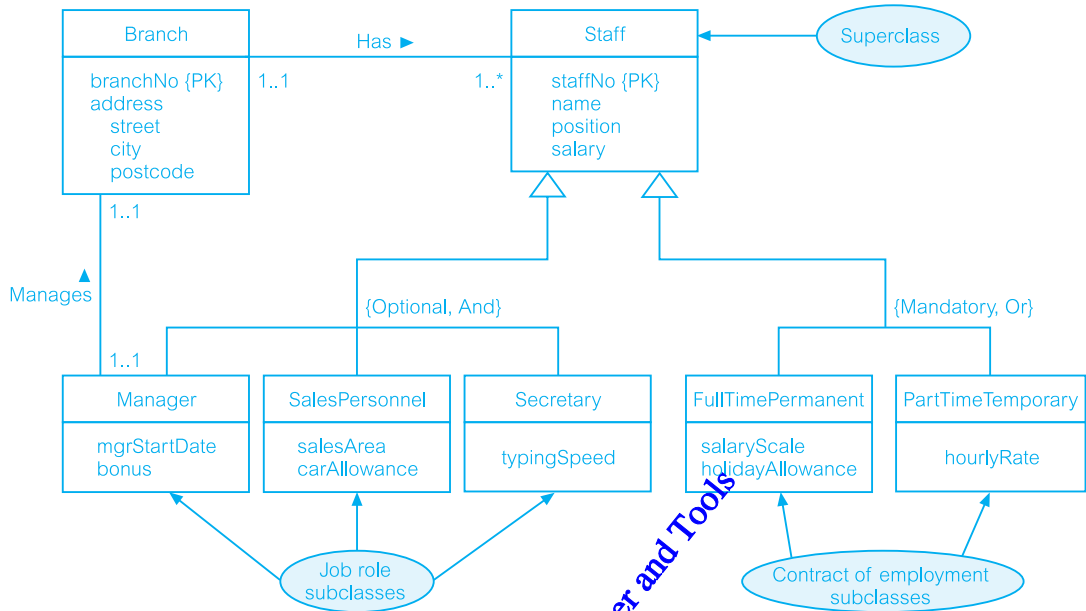 Branch
Has ►
Staff
Superclass
branchNo {PK}
address
street
city
postcode
1..1
1..*
staffNo {PK}
name
position
salary
1..1
▲
Manages
{Optional, And}
{Mandatory, Or}
1..1
Manager
SalesPersonnel
Secretary
FullTimePermanent
PartTimeTemporary
mgrStartDate
bonus
salesArea
carAllowance
typingSpeed
salaryScale
holidayAllowance
hourlyRate
Job role
subclasses
Contract of employment
subclasses
and Tools